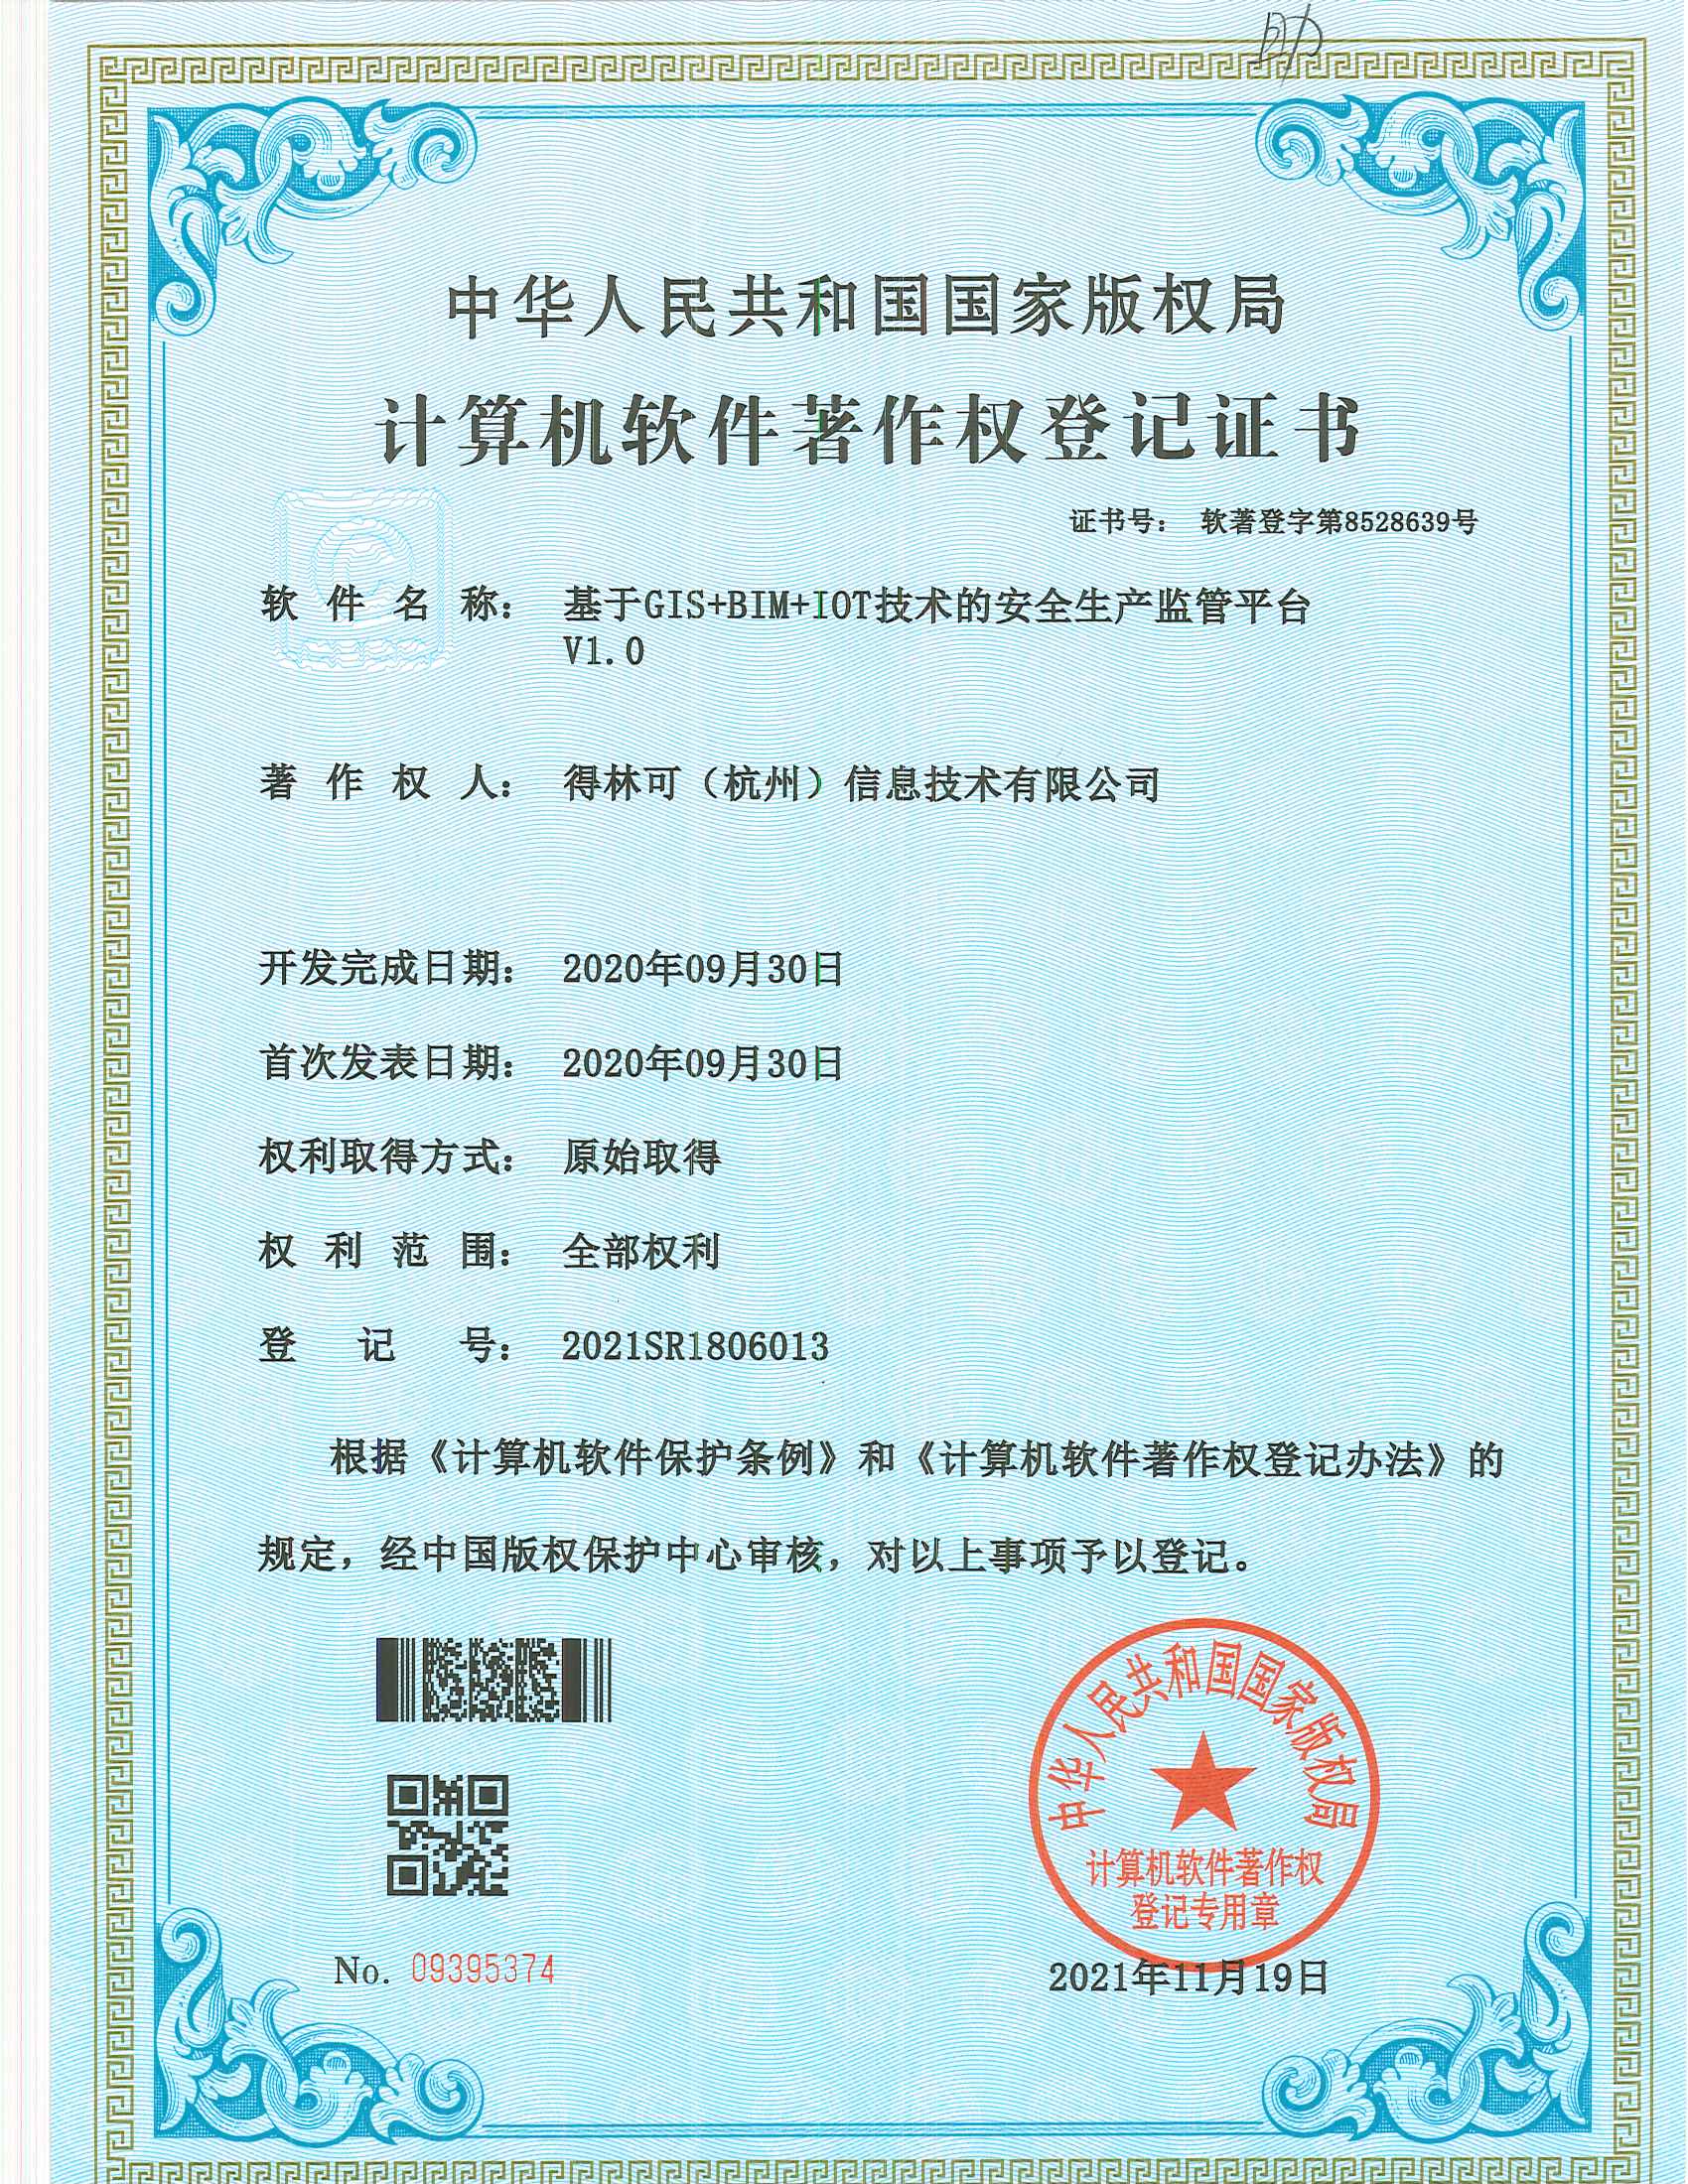 助
中华人民共和国国家版权局
计算机软件著作权登记证书
证书号： 软著登字第8528639号
软件名称： 基于GIS+BIM+IOT技术的安全生产监管平台
V1.0
著作权人： 得林可（杭州）信息技术有限公司
开发完成日期： 2020年09月30日
首次发表日期： 2020年09月30日
权利取得方式： 原始取得
权利范围： 全部权利
登记号： 2021SR1806013
根据《计算机软件保护条例》和《计算机软件著作权登记办法》的
规定，经中国版权保护中心审核，对以上事项予以登记。
中华人民共和国国家版权局
计算机软件著作权
登记专用章
No. 09395374
2021年11月19日